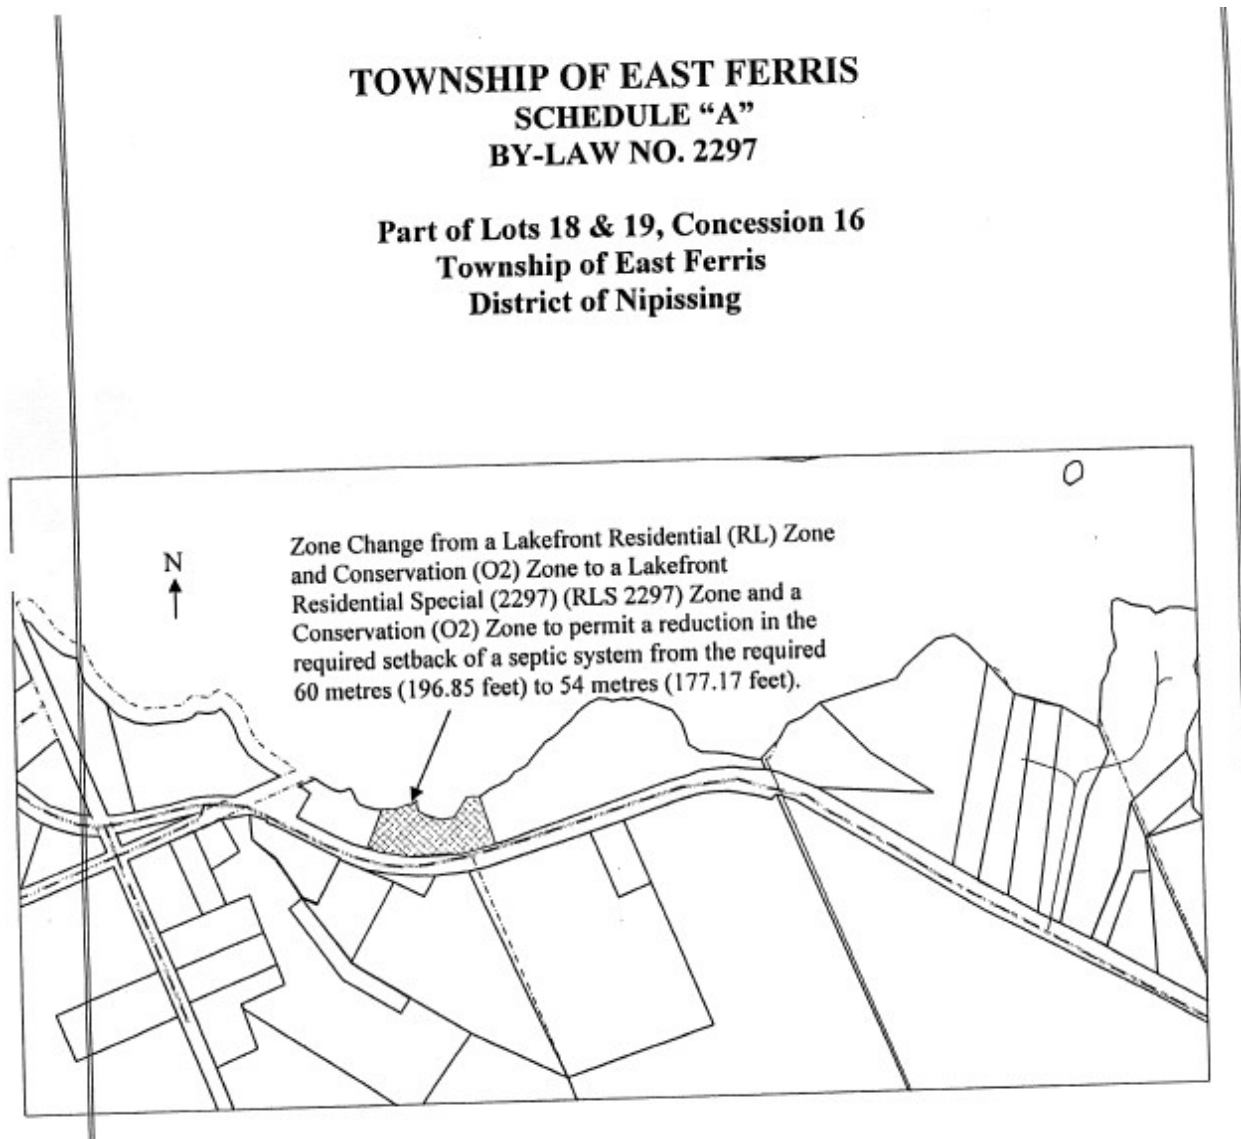 TOWNSHIP OF EAST FERRIS
SCHEDULE “A”
BY-LAW NO. 2297
Part of Lots 18 & 19, Concession 16
Township of East Ferris
District of Nipissing
N
Zone Change from a Lakefront Residential (RL) Zone
and Conservation (O2) Zone to a Lakefront
Residential Special (2297) (RLS 2297) Zone and a
Conservation (O2) Zone to permit a reduction in the
required setback of a septic system from the required
60 metres (196.85 feet) to 54 metres (177.17 feet).